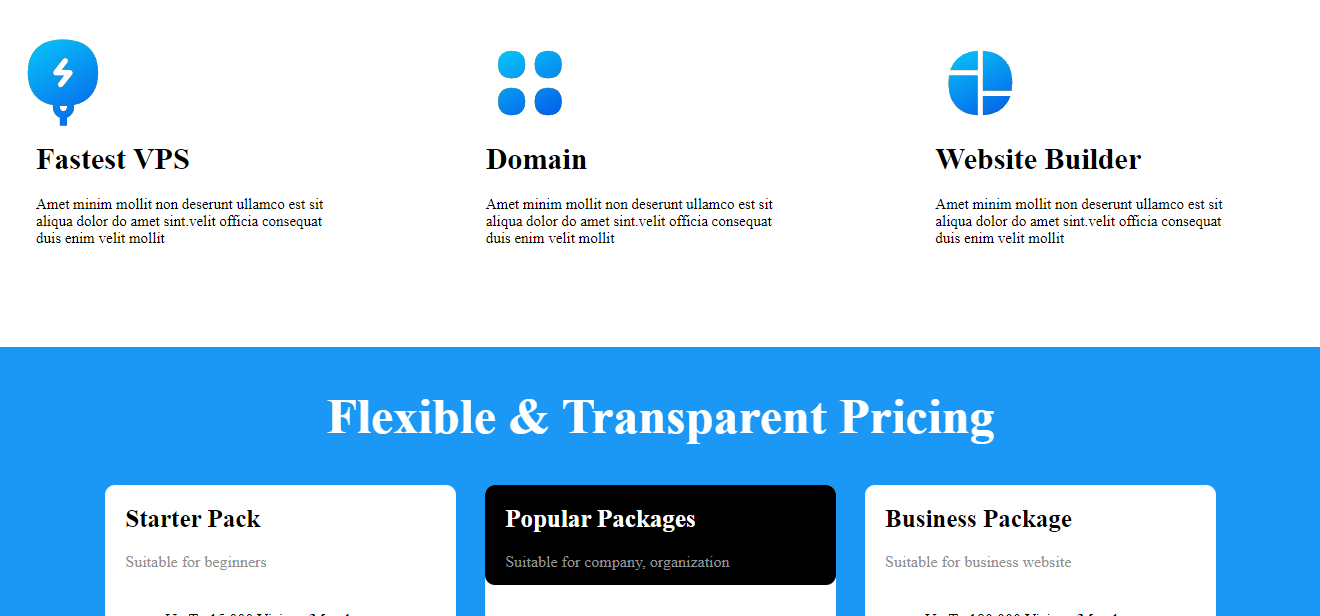 Fastest VPS
Amet minim mollit non deserunt ullamco est sit
aliqua dolor do amet sint.velit officia consequat
duis enim velit mollit
Domain
Amet minim mollit non deserunt ullamco est sit
aliqua dolor do amet sint.velit officia consequat
duis enim velit mollit
Website Builder
Amet minim mollit non deserunt ullamco est sit
aliqua dolor do amet sint.velit officia consequat
duis enim velit mollit
Flexible & Transparent Pricing
Starter Pack
Suitable for beginners
Popular Packages
Suitable for company, organization
Business Package
Suitable for business website